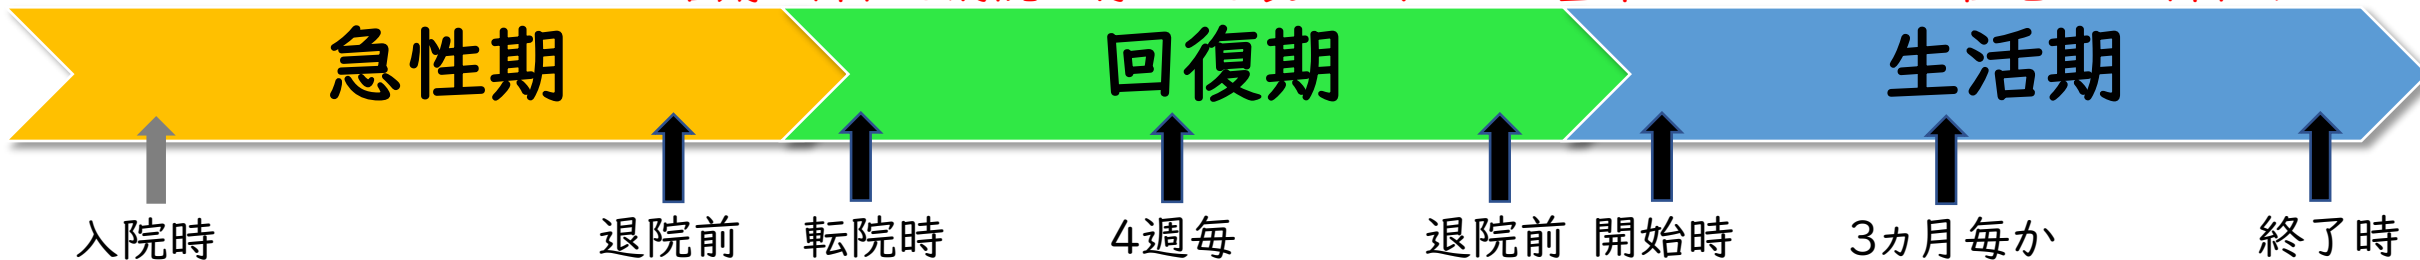 急性期 回復期 生活期
入院時 退院前 転院時 4週毎 退院前 開始時 3ヵ月毎か 終了時